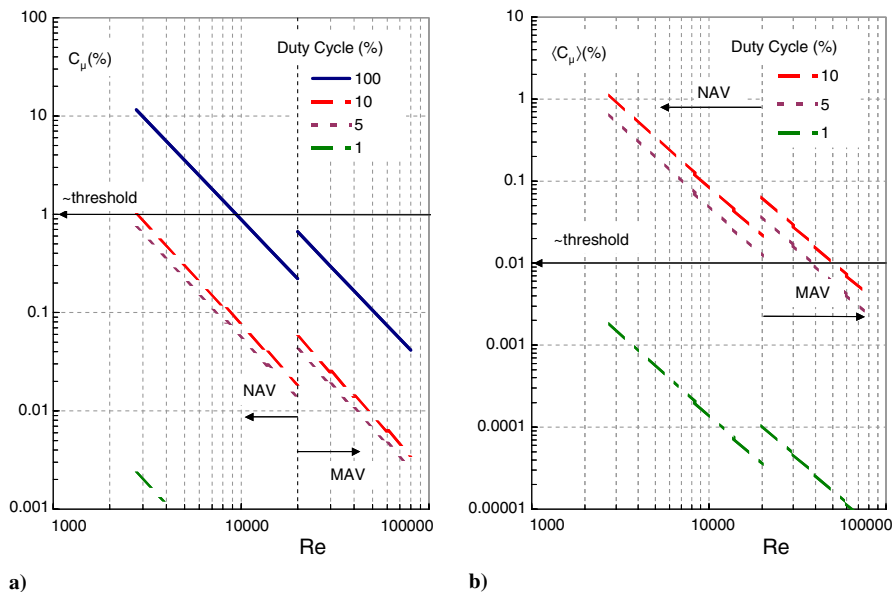 100
10
1
0.1
0.01
0.001
Cμ(%)
Duty Cycle (%)
100
10
5
1
~threshold
NAV
MAV
1000
10000
100000
Re
a)
10
1
0.1
0.01
0.001
0.0001
0.00001
⟨Cμ⟩(%)
Duty Cycle (%)
10
5
1
NAV
~threshold
MAV
1000
10000
100000
Re
b)